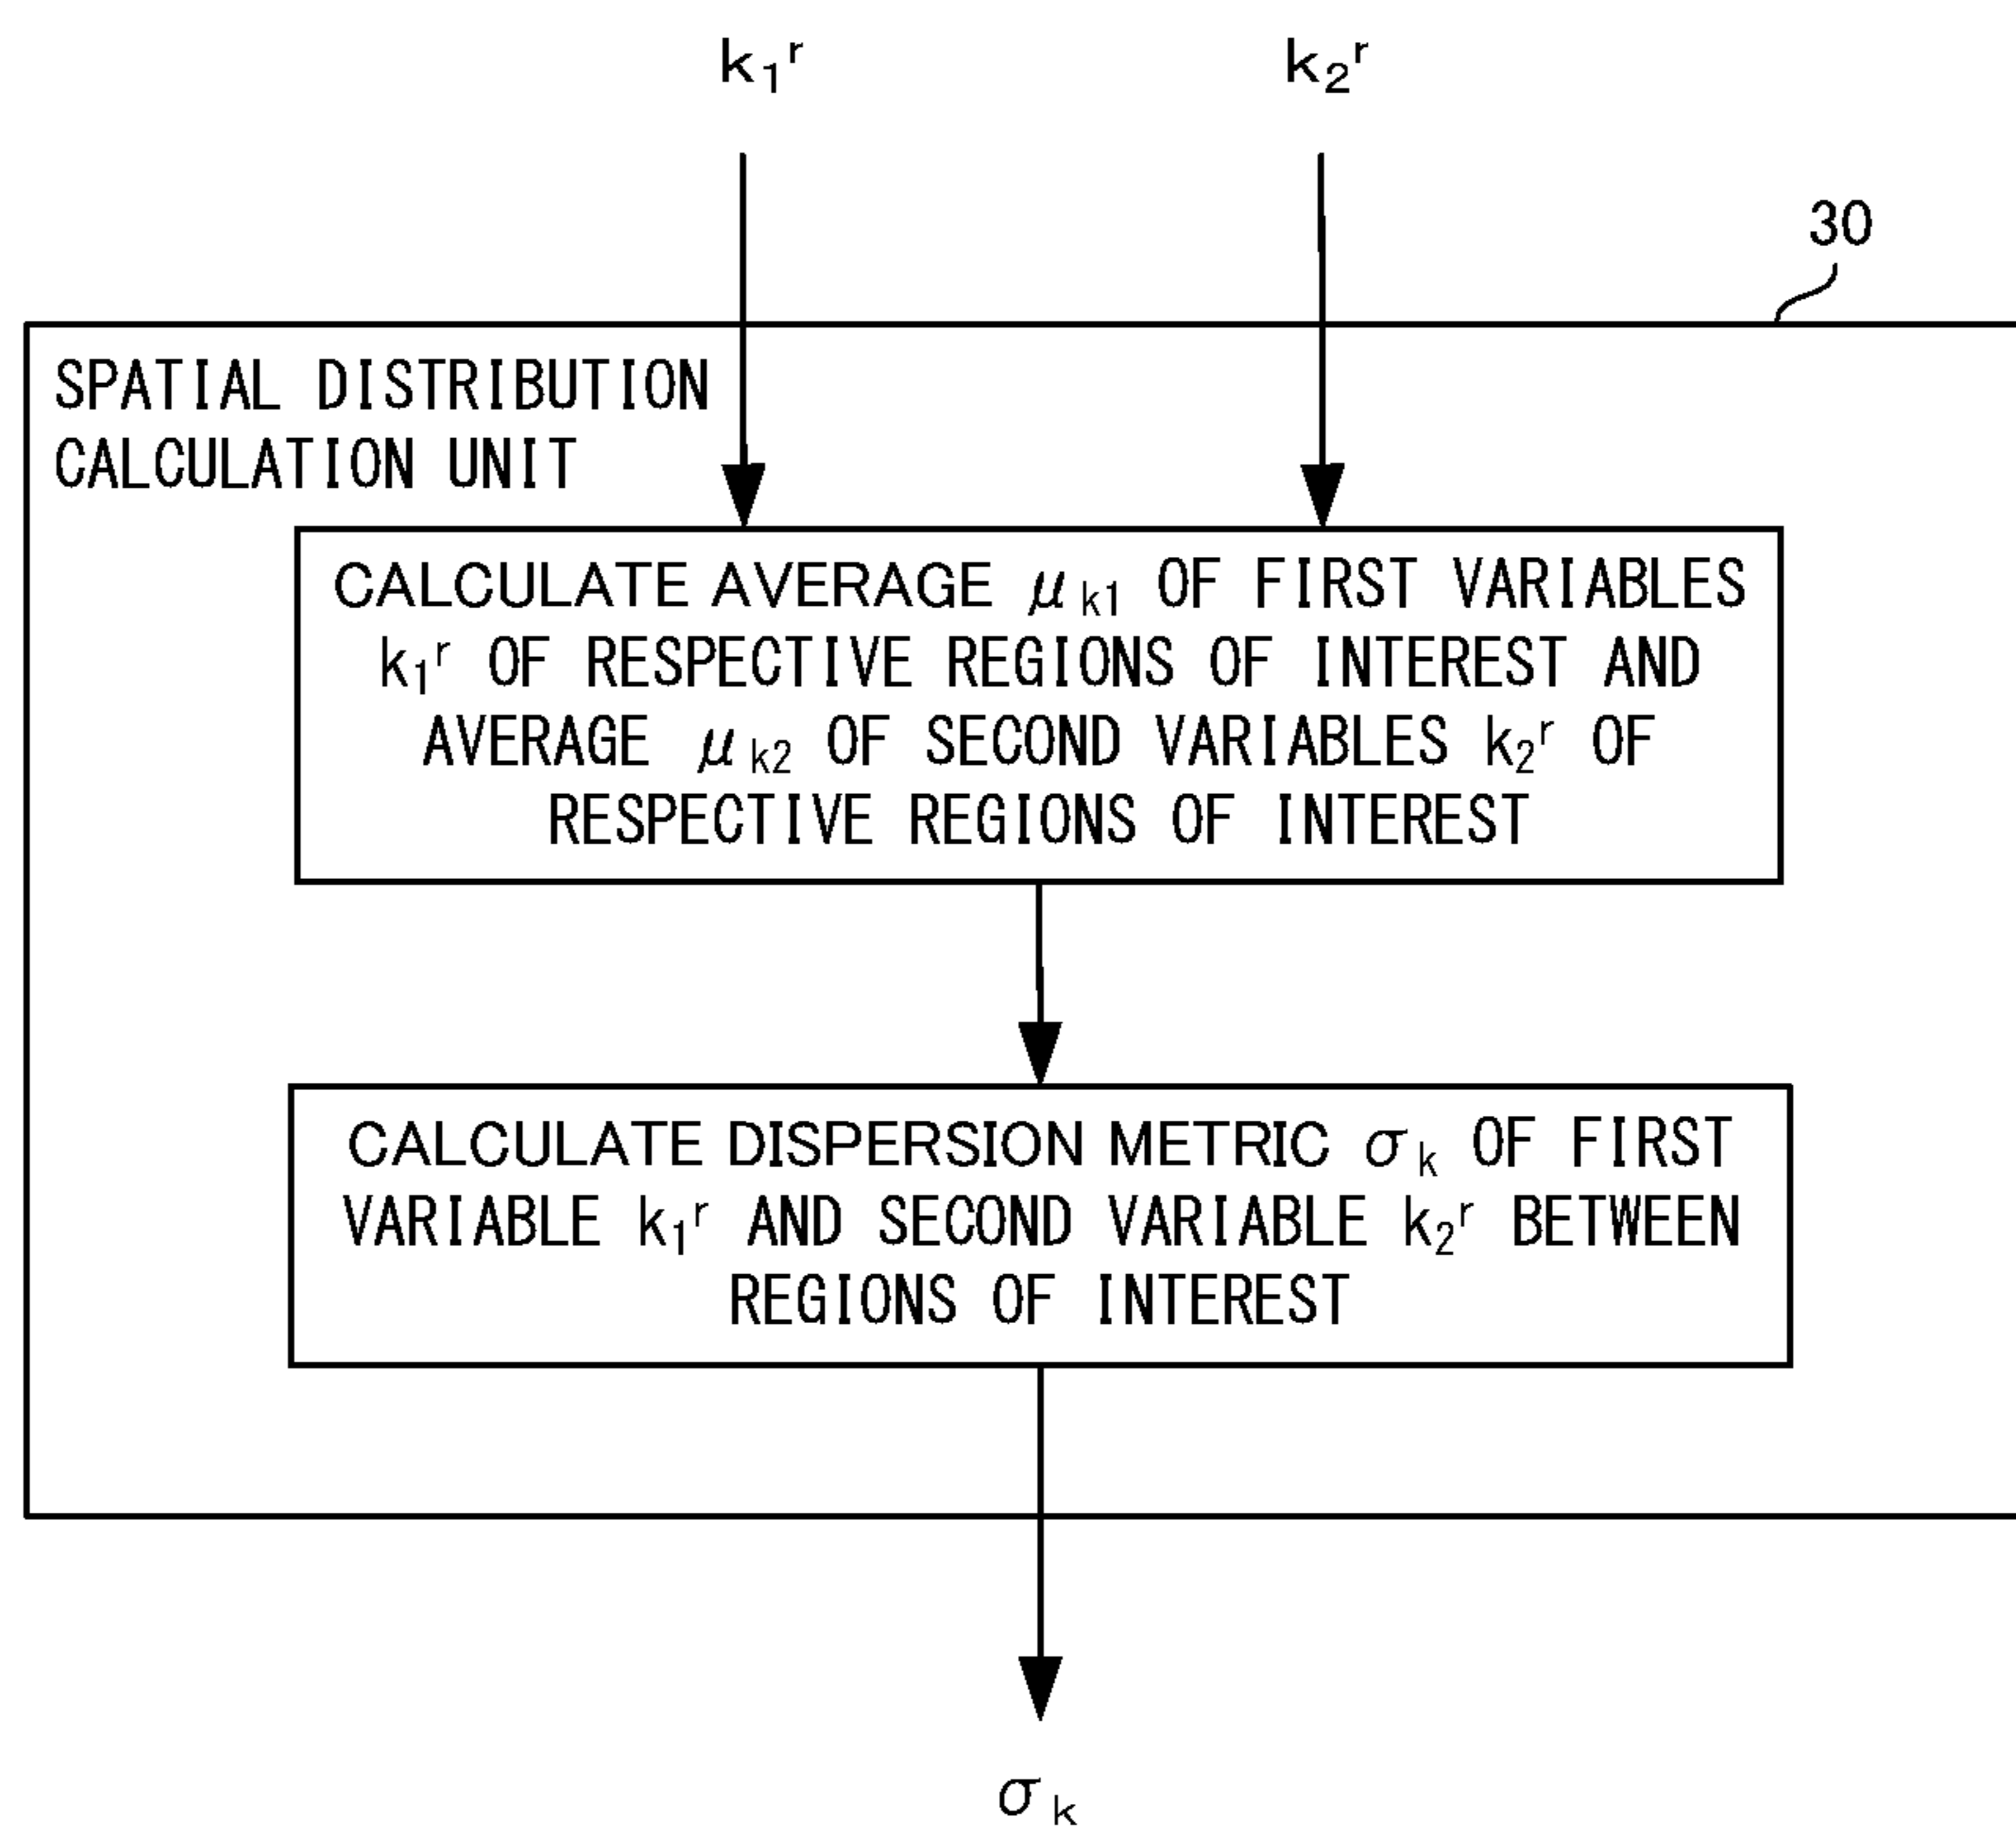 k₁ʳ k₂ʳ
30
SPATIAL DISTRIBUTION
CALCULATION UNIT
CALCULATE AVERAGE μₖ₁ OF FIRST VARIABLES
k₁ʳ OF RESPECTIVE REGIONS OF INTEREST AND
AVERAGE μₖ₂ OF SECOND VARIABLES k₂ʳ OF
RESPECTIVE REGIONS OF INTEREST
CALCULATE DISPERSION METRIC σₖ OF FIRST
VARIABLE k₁ʳ AND SECOND VARIABLE k₂ʳ BETWEEN
REGIONS OF INTEREST
σₖ